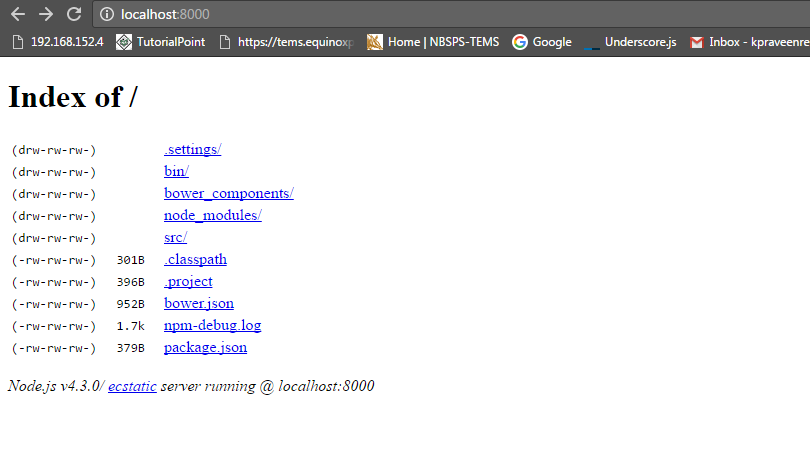 localhost:8000
192.168.152.4 TutorialPoint https://tems.equinoxp Home | NBSPS-TEMS Google Underscore.js Inbox - kpraveenre
Index of /
(drw-rw-rw-) .settings/
(drw-rw-rw-) bin/
(drw-rw-rw-) bower_components/
(drw-rw-rw-) node_modules/
(drw-rw-rw-) src/
(-rw-rw-rw-) 301B .classpath
(-rw-rw-rw-) 396B .project
(-rw-rw-rw-) 952B bower.json
(-rw-rw-rw-) 1.7k npm-debug.log
(-rw-rw-rw-) 379B package.json
Node.js v4.3.0/ ecstatic server running @ localhost:8000